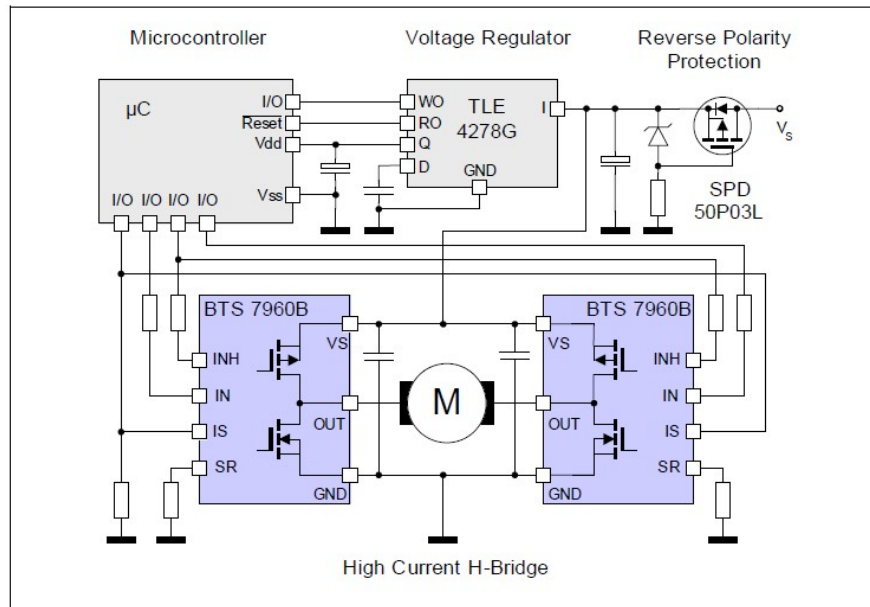 Microcontroller
Voltage Regulator
Reverse Polarity
Protection
µC
I/O
Reset
Vdd
Vss
I/O I/O I/O I/O
WO
RO
Q
D
TLE
4278G
I
GND
V_S
SPD
50P03L
BTS 7960B
VS
INH
IN
IS
SR
OUT
GND
M
BTS 7960B
VS
INH
IN
IS
SR
OUT
GND
High Current H-Bridge